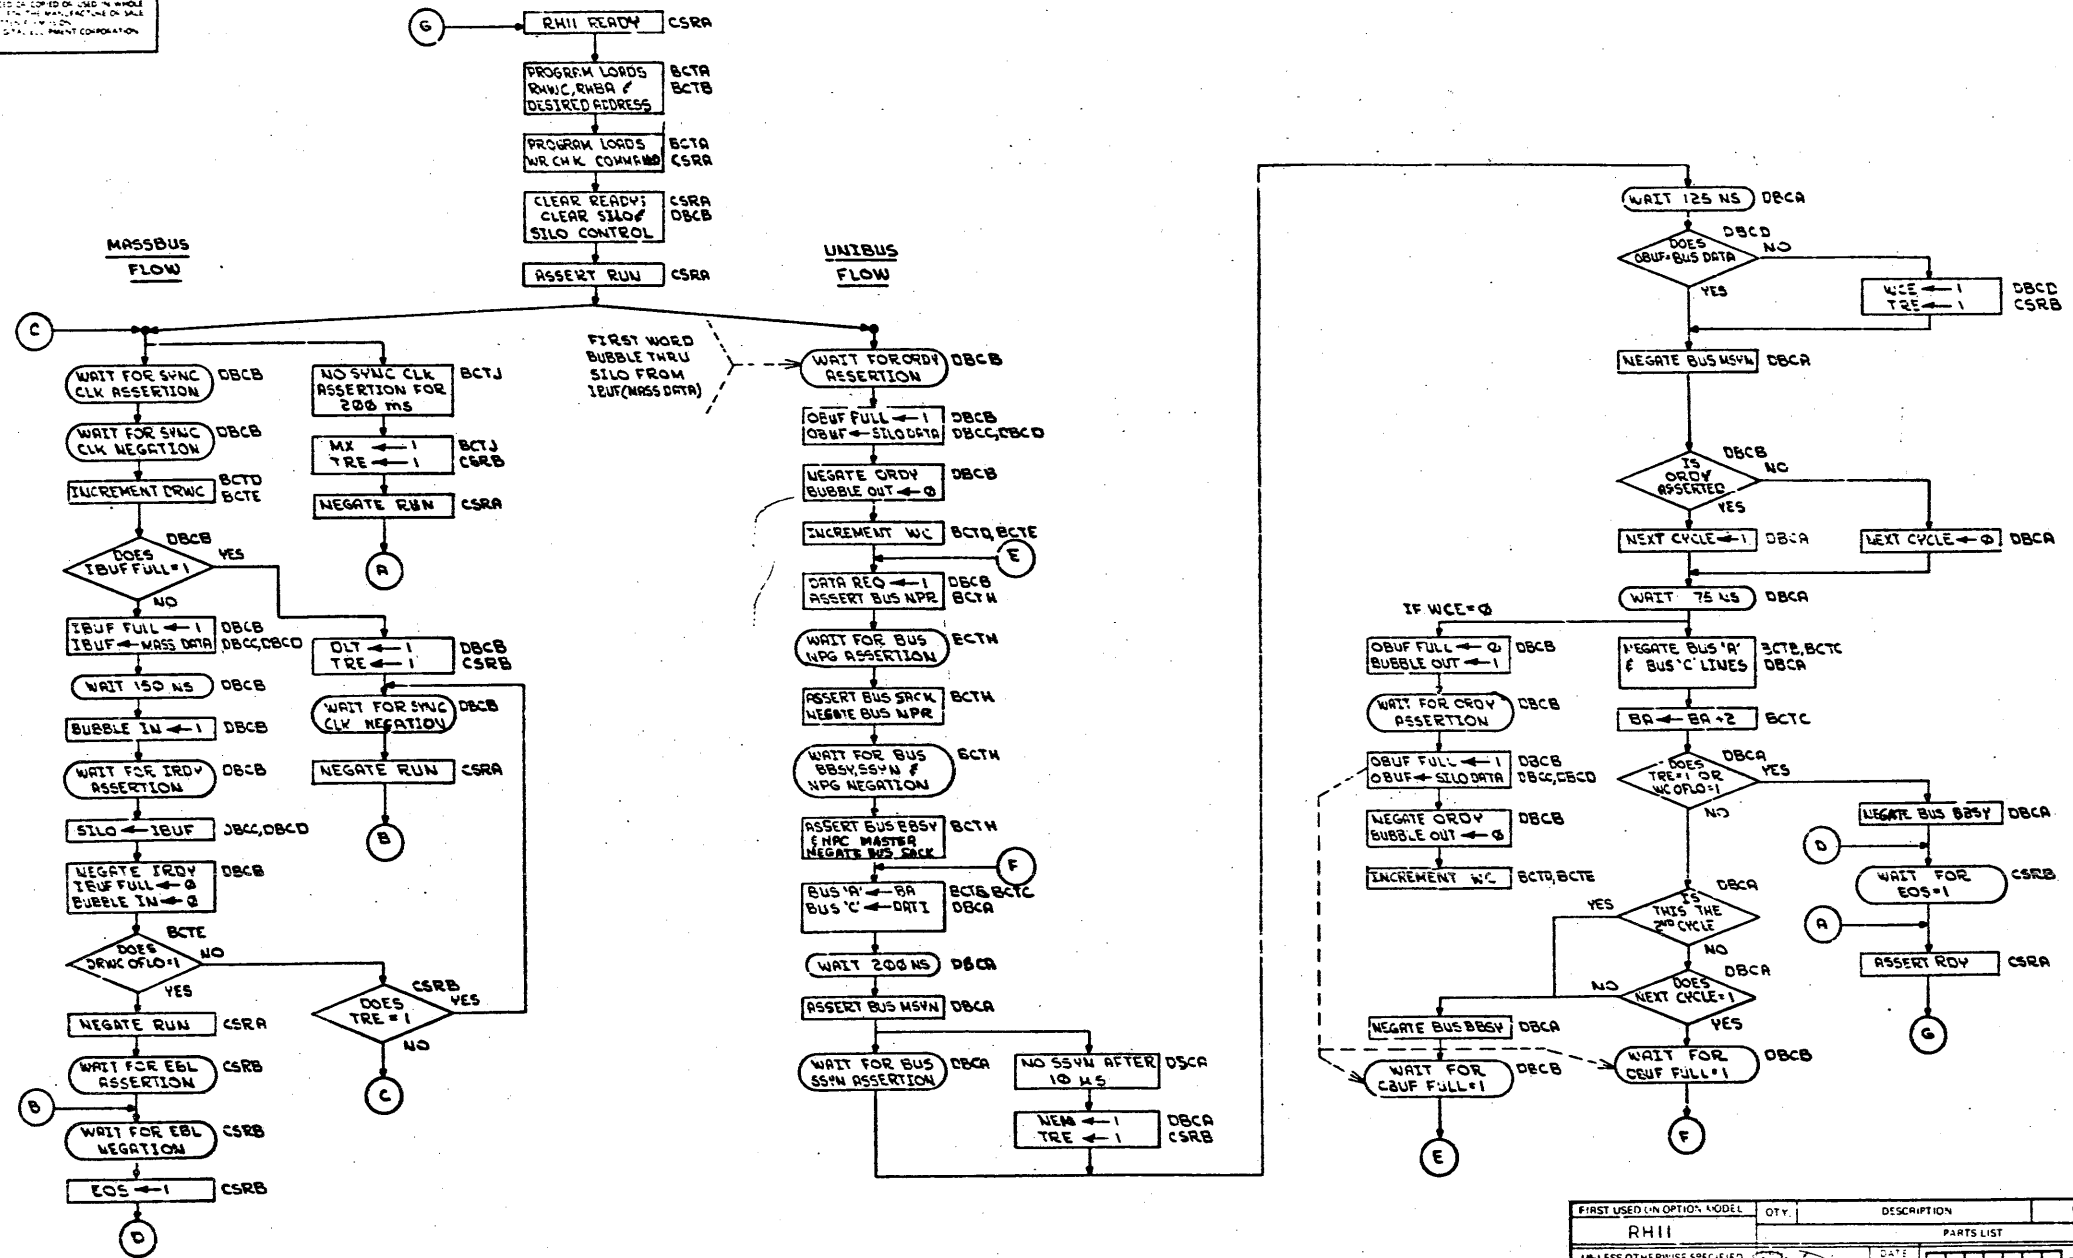 G
RH11 READY CSRA
PROGRAM LOADS BCTA
RHWC, RHBA & BCTB
DESIRED ADDRESS
PROGRAM LOADS BCTA
WR CHK COMMAND CSRA
CLEAR READY; CSRA
CLEAR SILO & DBCB
SILO CONTROL
ASSERT RUN CSRA
MASSBUS
FLOW
C
WAIT FOR SYNC DBCB
CLK ASSERTION
WAIT FOR SYNC DBCB
CLK NEGATION
INCREMENT DRWC
BCTD
BCTE
DBCB
DOES
IBUF FULL=1
YES
NO
IBUF FULL ← 1 DBCB
IBUF ← MASS DATA DBCC,DBCD
WAIT 150 NS DBCB
BUBBLE IN ← 1 DBCB
WAIT FOR IRDY DBCB
ASSERTION
SILO ← IBUF DBCC,DBCD
NEGATE IRDY DBCB
IBUF FULL ← 0
BUBBLE IN ← 0
BCTE
DOES
DRWC OFLO=1
NO
YES
NEGATE RUN CSRA
WAIT FOR EBL CSRB
ASSERTION
B
WAIT FOR EBL CSRB
NEGATION
EOS ← 1 CSRB
D
NO SYNC CLK BCTJ
ASSERTION FOR
200 ms
MX ← 1 BCTJ
TRE ← 1 CSRB
NEGATE RUN CSRA
A
DLT ← 1 DBCB
TRE ← 1 CSRB
WAIT FOR SYNC DBCB
CLK NEGATION
NEGATE RUN CSRA
B
CSRB
DOES
TRE = 1
YES
NO
C
UNIBUS
FLOW
FIRST WORD
BUBBLE THRU
SILO FROM
IBUF(MASS DATA)
WAIT FOR ORDY DBCB
ASSERTION
OBUF FULL ← 1 DBCB
OBUF ← SILO DATA DBCC,DBCD
NEGATE ORDY DBCB
BUBBLE OUT ← 0
INCREMENT WC BCTD,BCTE
E
DATA REQ ← 1 DBCB
ASSERT BUS NPR BCTH
WAIT FOR BUS BCTH
NPG ASSERTION
ASSERT BUS SACK BCTH
NEGATE BUS NPR
WAIT FOR BUS BCTH
BBSY,SSYN &
NPG NEGATION
ASSERT BUS BBSY BCTH
& NPC MASTER
NEGATE BUS SACK
F
BUS 'A' ← BA BCTB,BCTC
BUS 'C' ← DATI DBCA
WAIT 200 NS DBCA
ASSERT BUS MSYN DBCA
WAIT FOR BUS DBCA
SSYN ASSERTION
NO SSYN AFTER DBCA
10 µS
NEM ← 1 DBCA
TRE ← 1 CSRB
WAIT 125 NS DBCA
DBCD
DOES
OBUF=BUS DATA
NO
YES
WCE ← 1 DBCD
TRE ← 1 CSRB
NEGATE BUS MSYN DBCA
DBCB
IS
ORDY
ASSERTED
NO
YES
NEXT CYCLE ← 1 DBCA
NEXT CYCLE ← 0 DBCA
WAIT 75 NS DBCA
IF WCE=0
OBUF FULL ← 0 DBCB
BUBBLE OUT ← 1
WAIT FOR ORDY DBCB
ASSERTION
OBUF FULL ← 1 DBCB
OBUF ← SILO DATA DBCC,DBCD
NEGATE ORDY DBCB
BUBBLE OUT ← 0
INCREMENT WC BCTD,BCTE
NEGATE BUS 'A' BCTB,BCTC
& BUS 'C' LINES DBCA
BA ← BA +2 BCTC
DBCA
DOES
TRE=1 OR
WC OFLO=1
YES
NO
NEGATE BUS BBSY DBCA
D
WAIT FOR CSRB
EOS=1
A
ASSERT RDY CSRA
G
DBCA
IS
THIS THE
2ND CYCLE
YES
NO
DBCA
DOES
NEXT CYCLE=1
NO
YES
NEGATE BUS BBSY DBCA
WAIT FOR DBCB
OBUF FULL=1
E
WAIT FOR DBCB
OBUF FULL=1
F
FIRST USED ON OPTION MODEL QTY. DESCRIPTION
RH11 PARTS LIST
UNLESS OTHERWISE SPECIFIED DATE